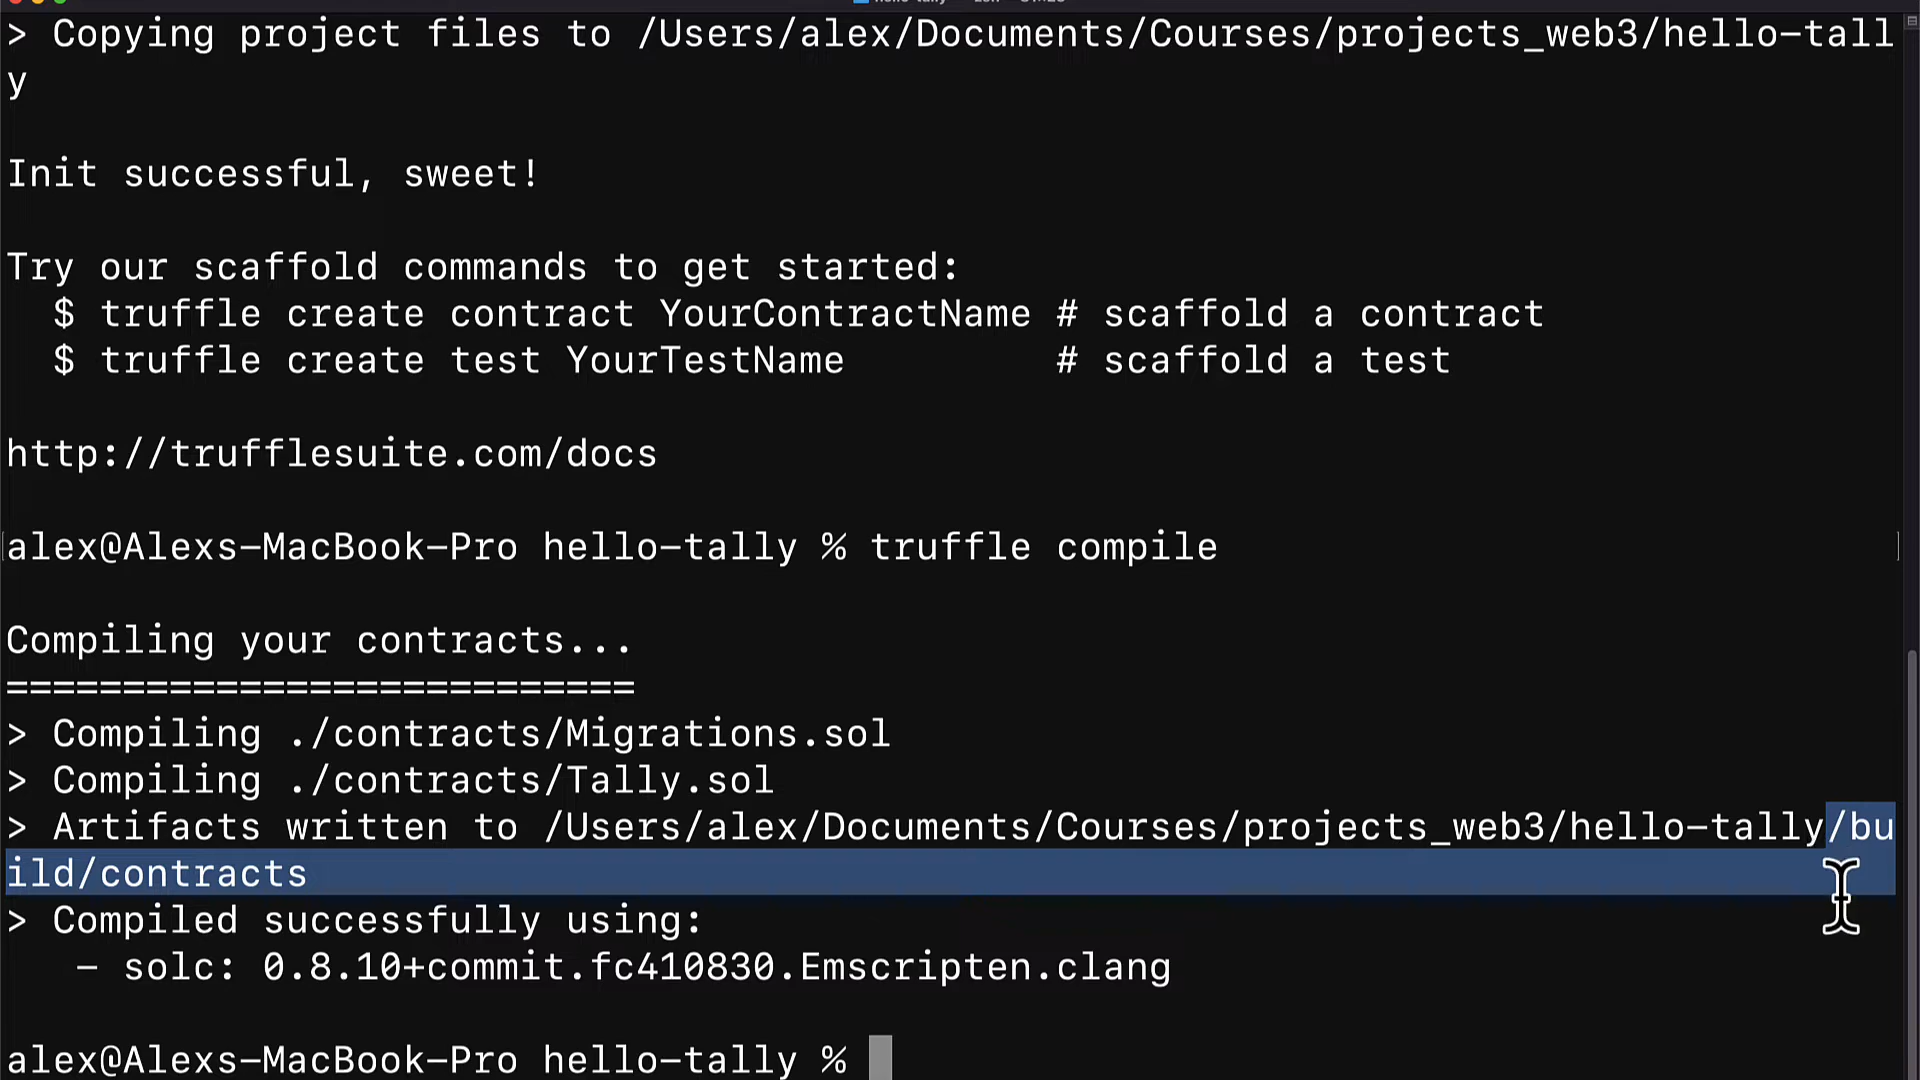 > Copying project files to /Users/alex/Documents/Courses/projects_web3/hello-tall
y
Init successful, sweet!
Try our scaffold commands to get started:
$ truffle create contract YourContractName # scaffold a contract
$ truffle create test YourTestName # scaffold a test
http://trufflesuite.com/docs
alex@Alexs-MacBook-Pro hello-tally % truffle compile
Compiling your contracts...
===========================
> Compiling ./contracts/Migrations.sol
> Compiling ./contracts/Tally.sol
> Artifacts written to /Users/alex/Documents/Courses/projects_web3/hello-tally/bu
ild/contracts
> Compiled successfully using:
- solc: 0.8.10+commit.fc410830.Emscripten.clang
alex@Alexs-MacBook-Pro hello-tally %